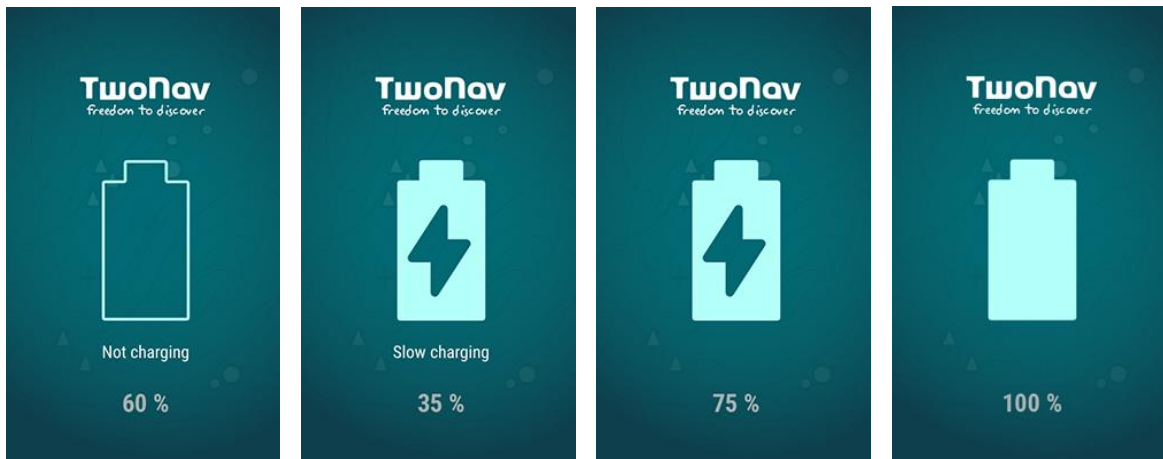 TwoNav
freedom to discover
Not charging
60 %
TwoNav
freedom to discover
Slow charging
35 %
TwoNav
freedom to discover
75 %
TwoNav
freedom to discover
100 %